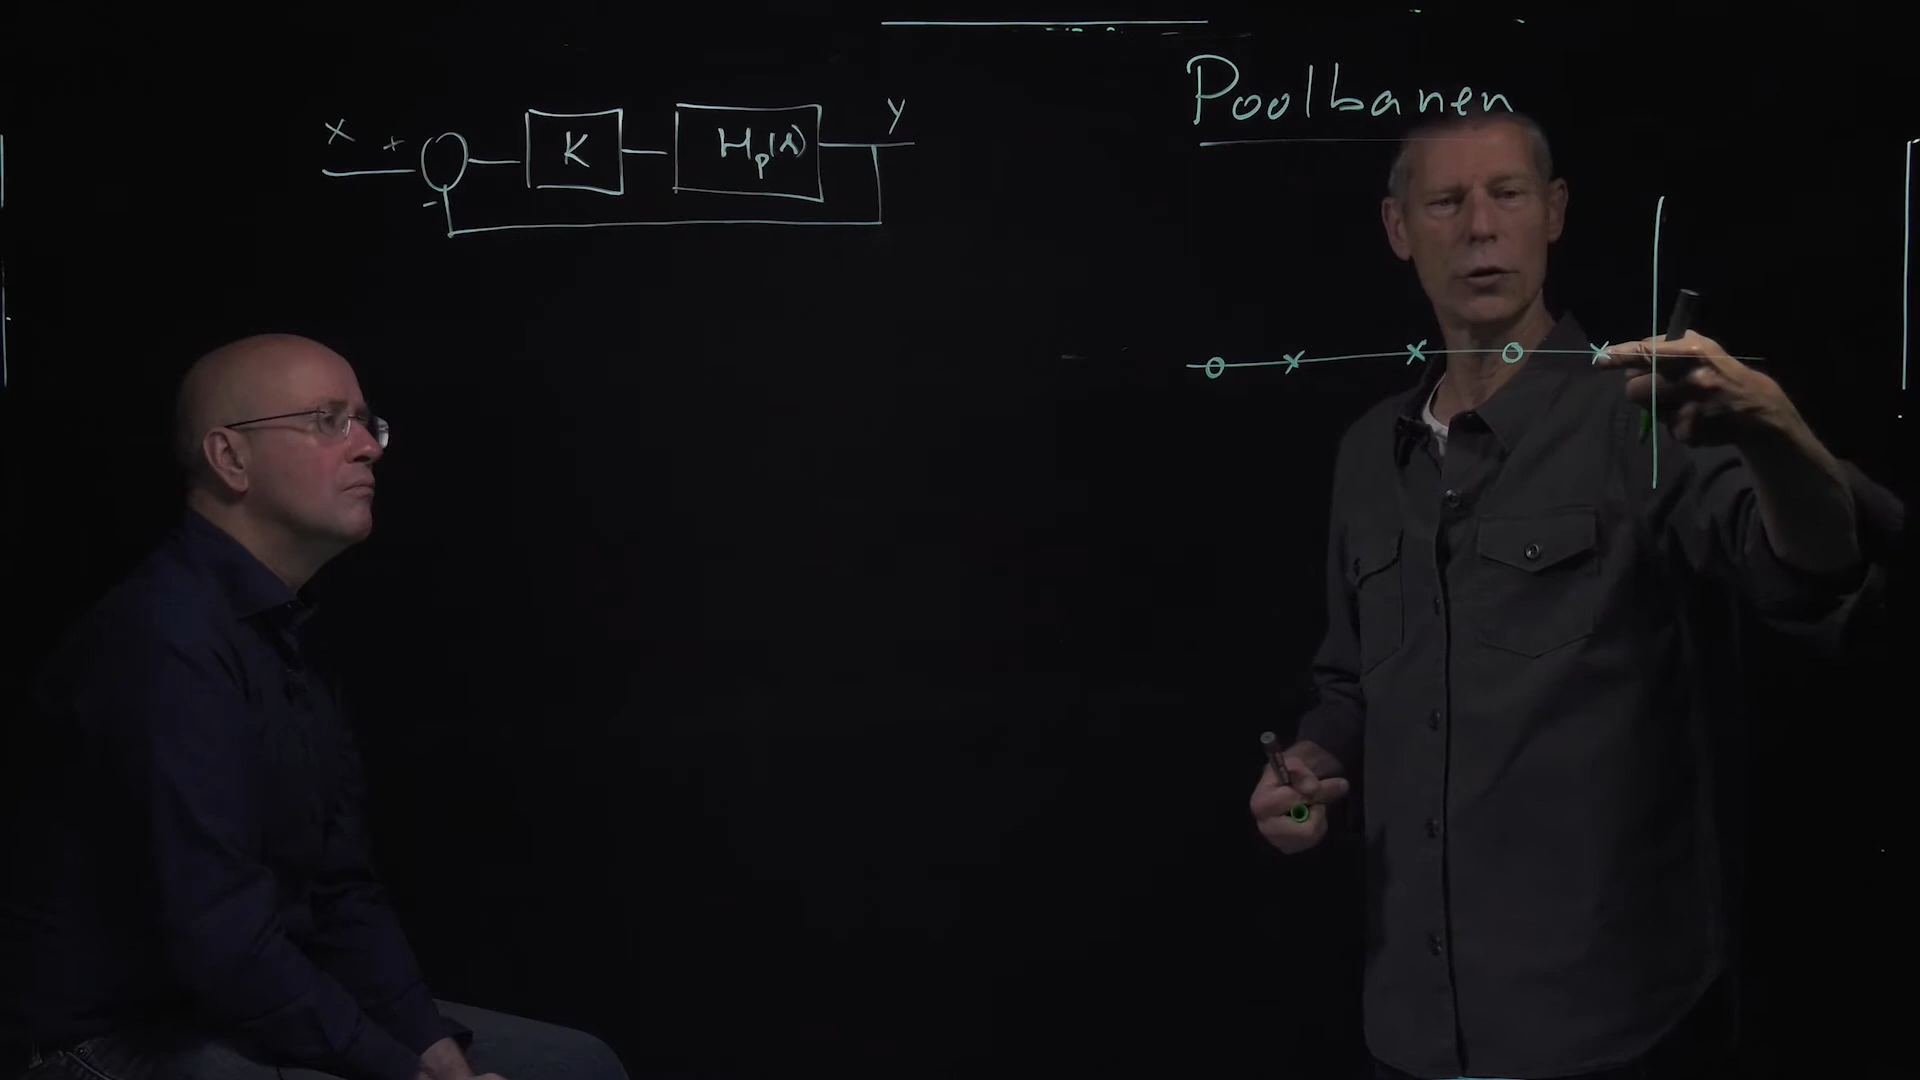 Poolbanen
x + K Hp(s) y
-